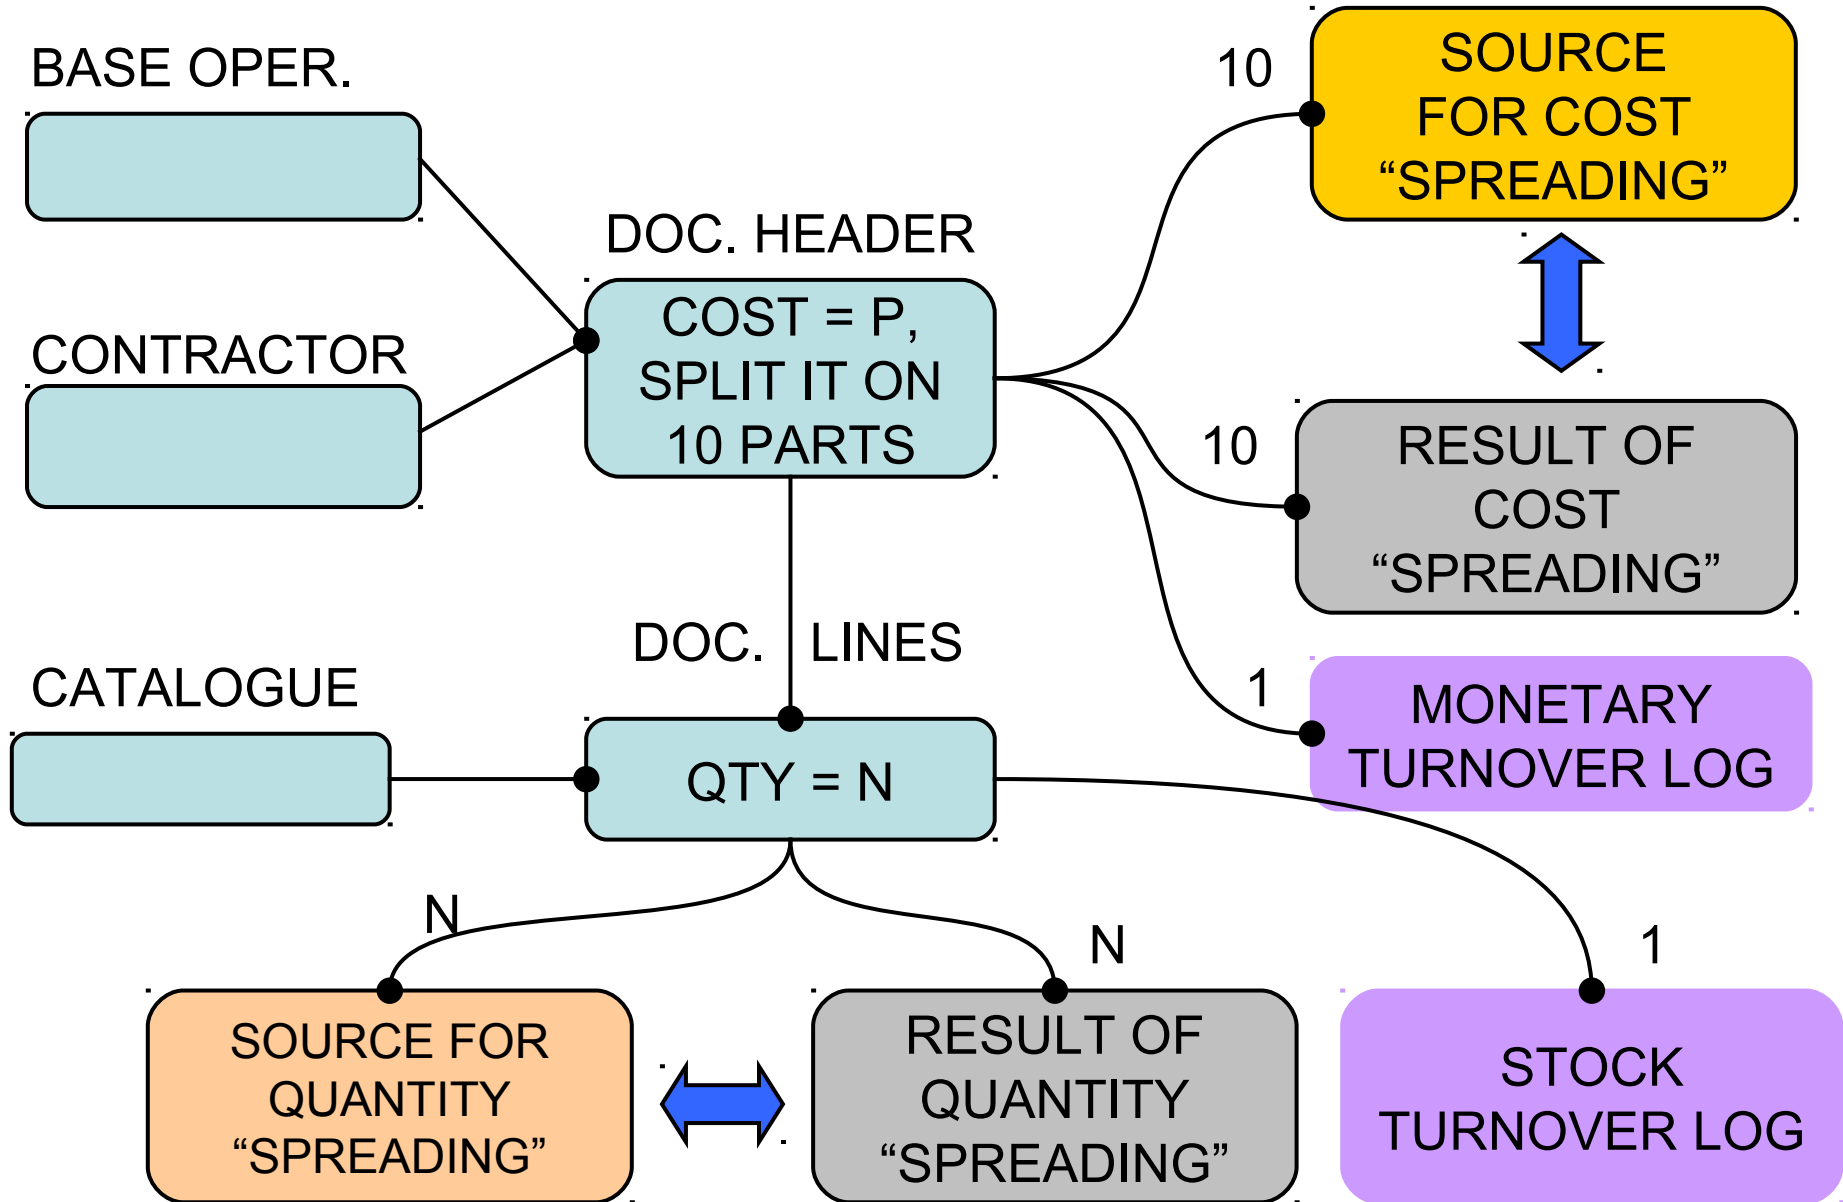 BASE OPER.
CONTRACTOR
DOC. HEADER
COST = P,
SPLIT IT ON
10 PARTS
10
SOURCE
FOR COST
“SPREADING”
10
RESULT OF
COST
“SPREADING”
1
MONETARY
TURNOVER LOG
DOC. LINES
CATALOGUE
QTY = N
N
SOURCE FOR
QUANTITY
“SPREADING”
N
RESULT OF
QUANTITY
“SPREADING”
1
STOCK
TURNOVER LOG